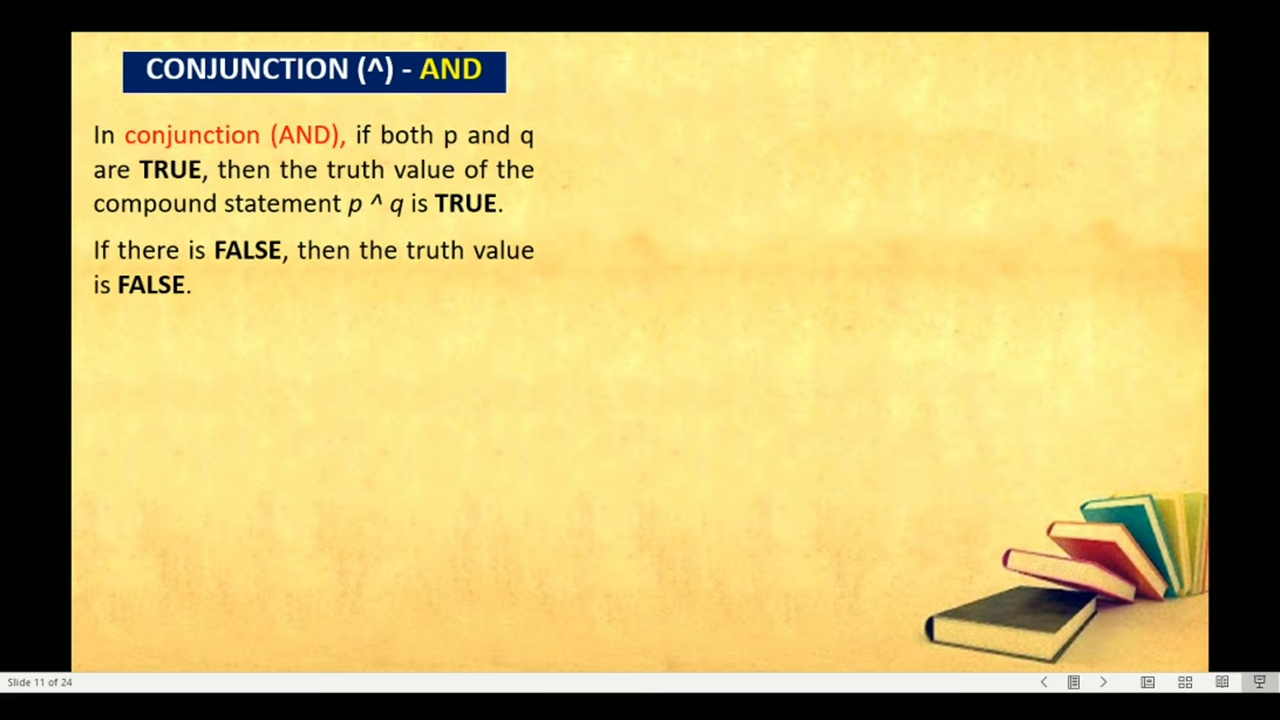 CONJUNCTION (^) - AND
In conjunction (AND), if both p and q
are TRUE, then the truth value of the
compound statement p ^ q is TRUE.
If there is FALSE, then the truth value
is FALSE.
Slide 11 of 24